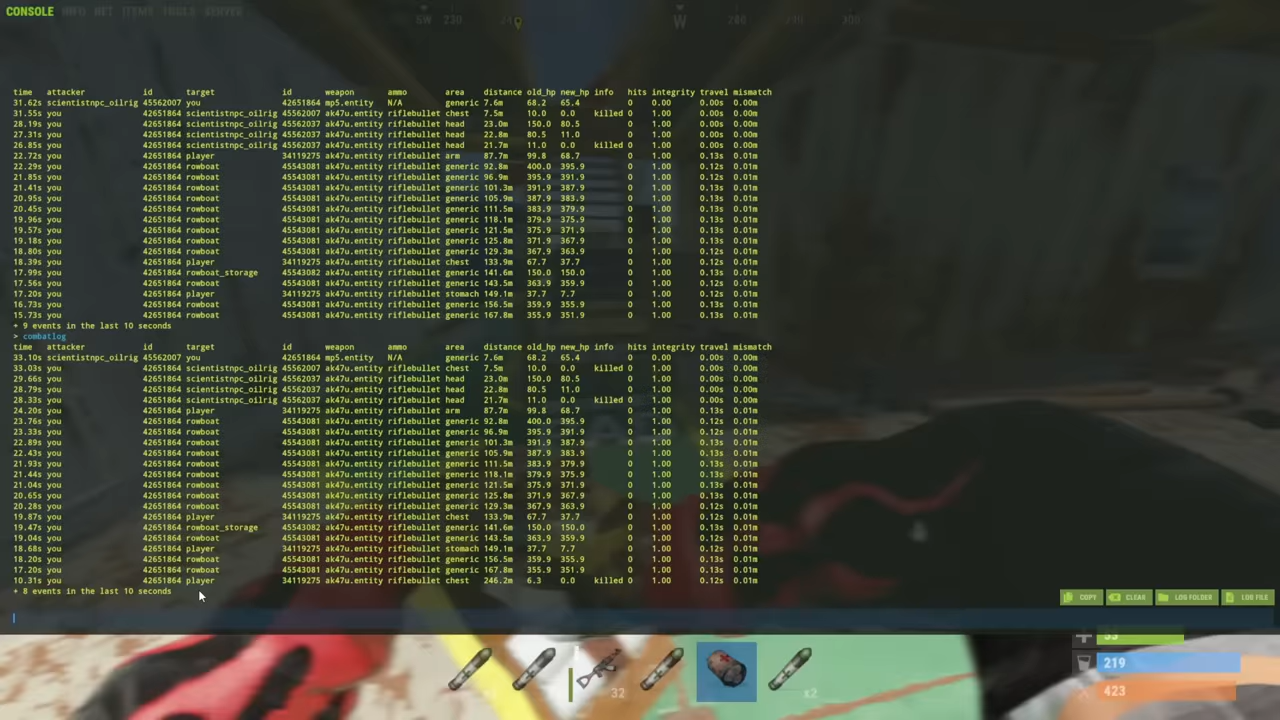 CONSOLE INFO NET ITEMS TOOLS SERVER
SW 230 24 W 280 290 300
time attacker id target id weapon ammo area distance old_hp new_hp info hits integrity travel mismatch
31.62s scientistnpc_oilrig 45562007 you 42651864 mp5.entity N/A generic 7.6m 68.2 65.4 0 0.00 0.00s 0.00m
31.55s you 42651864 scientistnpc_oilrig 45562007 ak47u.entity riflebullet chest 7.5m 10.0 0.0 killed 0 1.00 0.00s 0.00m
28.19s you 42651864 scientistnpc_oilrig 45562037 ak47u.entity riflebullet head 23.0m 150.0 80.5 0 1.00 0.00s 0.00m
27.31s you 42651864 scientistnpc_oilrig 45562037 ak47u.entity riflebullet head 22.8m 80.5 11.0 0 1.00 0.00s 0.00m
26.85s you 42651864 scientistnpc_oilrig 45562037 ak47u.entity riflebullet head 21.7m 11.0 0.0 killed 0 1.00 0.00s 0.00m
22.72s you 42651864 player 34119275 ak47u.entity riflebullet arm 87.7m 99.8 68.7 0 1.00 0.13s 0.01m
22.29s you 42651864 rowboat 45543081 ak47u.entity riflebullet generic 92.8m 400.0 395.9 0 1.00 0.13s 0.01m
21.85s you 42651864 rowboat 45543081 ak47u.entity riflebullet generic 96.9m 395.9 391.9 0 1.00 0.13s 0.01m
21.41s you 42651864 rowboat 45543081 ak47u.entity riflebullet generic 101.3m 391.9 387.9 0 1.00 0.13s 0.01m
20.95s you 42651864 rowboat 45543081 ak47u.entity riflebullet generic 105.9m 387.9 383.9 0 1.00 0.13s 0.01m
20.45s you 42651864 rowboat 45543081 ak47u.entity riflebullet generic 111.5m 383.9 379.9 0 1.00 0.13s 0.01m
19.96s you 42651864 rowboat 45543081 ak47u.entity riflebullet generic 118.1m 379.9 375.9 0 1.00 0.13s 0.01m
19.57s you 42651864 rowboat 45543081 ak47u.entity riflebullet generic 121.5m 375.9 371.9 0 1.00 0.13s 0.01m
19.18s you 42651864 rowboat 45543081 ak47u.entity riflebullet generic 125.8m 371.9 367.9 0 1.00 0.12s 0.01m
18.80s you 42651864 rowboat 45543081 ak47u.entity riflebullet generic 129.3m 367.9 363.9 0 1.00 0.12s 0.01m
18.39s you 42651864 player 34119275 ak47u.entity riflebullet chest 133.9m 67.7 37.7 0 1.00 0.12s 0.01m
17.99s you 42651864 rowboat_storage 45543082 ak47u.entity riflebullet generic 141.6m 150.0 150.0 0 1.00 0.13s 0.01m
17.56s you 42651864 rowboat 45543081 ak47u.entity riflebullet generic 143.5m 363.9 359.9 0 1.00 0.12s 0.01m
17.20s you 42651864 player 34119275 ak47u.entity riflebullet stomach 149.1m 37.7 7.7 0 1.00 0.12s 0.01m
16.73s you 42651864 rowboat 45543081 ak47u.entity riflebullet generic 156.5m 359.9 355.9 0 1.00 0.13s 0.01m
15.73s you 42651864 rowboat 45543081 ak47u.entity riflebullet generic 167.8m 355.9 351.9 0 1.00 0.12s 0.01m
+ 9 events in the last 10 seconds
> combatlog
time attacker id target id weapon ammo area distance old_hp new_hp info hits integrity travel mismatch
33.10s scientistnpc_oilrig 45562007 you 42651864 mp5.entity N/A generic 7.6m 68.2 65.4 0 0.00 0.00s 0.00m
33.03s you 42651864 scientistnpc_oilrig 45562007 ak47u.entity riflebullet chest 7.5m 10.0 0.0 killed 0 1.00 0.00s 0.00m
29.66s you 42651864 scientistnpc_oilrig 45562037 ak47u.entity riflebullet head 23.0m 150.0 80.5 0 1.00 0.00s 0.00m
28.79s you 42651864 scientistnpc_oilrig 45562037 ak47u.entity riflebullet head 22.8m 80.5 11.0 0 1.00 0.00s 0.00m
28.33s you 42651864 scientistnpc_oilrig 45562037 ak47u.entity riflebullet head 21.7m 11.0 0.0 killed 0 1.00 0.00s 0.00m
24.20s you 42651864 player 34119275 ak47u.entity riflebullet arm 87.7m 99.8 68.7 0 1.00 0.13s 0.01m
23.76s you 42651864 rowboat 45543081 ak47u.entity riflebullet generic 92.8m 400.0 395.9 0 1.00 0.13s 0.01m
23.33s you 42651864 rowboat 45543081 ak47u.entity riflebullet generic 96.9m 395.9 391.9 0 1.00 0.13s 0.01m
22.89s you 42651864 rowboat 45543081 ak47u.entity riflebullet generic 101.3m 391.9 387.9 0 1.00 0.13s 0.01m
22.43s you 42651864 rowboat 45543081 ak47u.entity riflebullet generic 105.9m 387.9 383.9 0 1.00 0.13s 0.01m
21.93s you 42651864 rowboat 45543081 ak47u.entity riflebullet generic 111.5m 383.9 379.9 0 1.00 0.13s 0.01m
21.44s you 42651864 rowboat 45543081 ak47u.entity riflebullet generic 118.1m 379.9 375.9 0 1.00 0.13s 0.01m
21.04s you 42651864 rowboat 45543081 ak47u.entity riflebullet generic 121.5m 375.9 371.9 0 1.00 0.13s 0.01m
20.65s you 42651864 rowboat 45543081 ak47u.entity riflebullet generic 125.8m 371.9 367.9 0 1.00 0.12s 0.01m
20.28s you 42651864 rowboat 45543081 ak47u.entity riflebullet generic 129.3m 367.9 363.9 0 1.00 0.12s 0.01m
19.87s you 42651864 player 34119275 ak47u.entity riflebullet chest 133.9m 67.7 37.7 0 1.00 0.12s 0.01m
19.47s you 42651864 rowboat_storage 45543082 ak47u.entity riflebullet generic 141.6m 150.0 150.0 0 1.00 0.13s 0.01m
19.04s you 42651864 rowboat 45543081 ak47u.entity riflebullet generic 143.5m 363.9 359.9 0 1.00 0.12s 0.01m
18.68s you 42651864 player 34119275 ak47u.entity riflebullet stomach 149.1m 37.7 7.7 0 1.00 0.12s 0.01m
18.20s you 42651864 rowboat 45543081 ak47u.entity riflebullet generic 156.5m 359.9 355.9 0 1.00 0.13s 0.01m
17.20s you 42651864 rowboat 45543081 ak47u.entity riflebullet generic 167.8m 355.9 351.9 0 1.00 0.12s 0.01m
10.31s you 42651864 player 34119275 ak47u.entity riflebullet chest 246.2m 6.3 0.0 killed 0 1.00 0.12s 0.01m
+ 8 events in the last 10 seconds
COPY CLEAR LOG FOLDER LOG FILE
219
32 x2
423